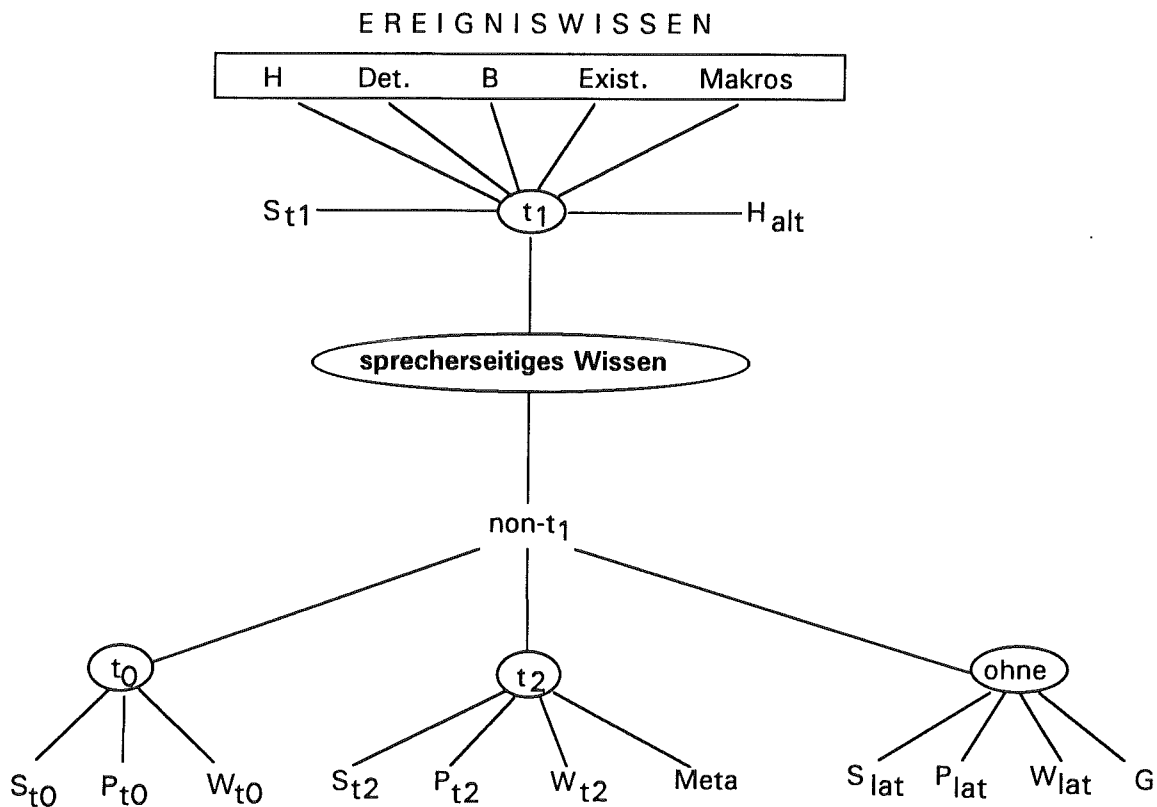 EREIGNISWISSEN
H Det. B Exist. Makros
St1 t1 Halt
sprecherseitiges Wissen
non-t1
t0 t2 ohne
St0 Pt0 Wt0 St2 Pt2 Wt2 Meta Slat Plat Wlat G